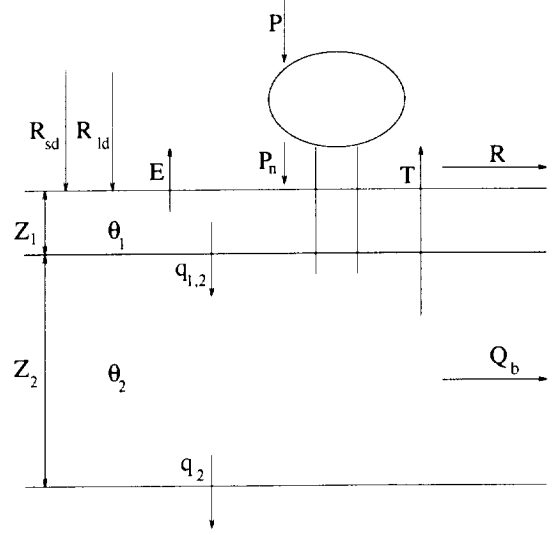 P
R_sd R_ld
E P_n T R
Z_1 θ_1
q_1,2
Z_2 θ_2 Q_b
q_2